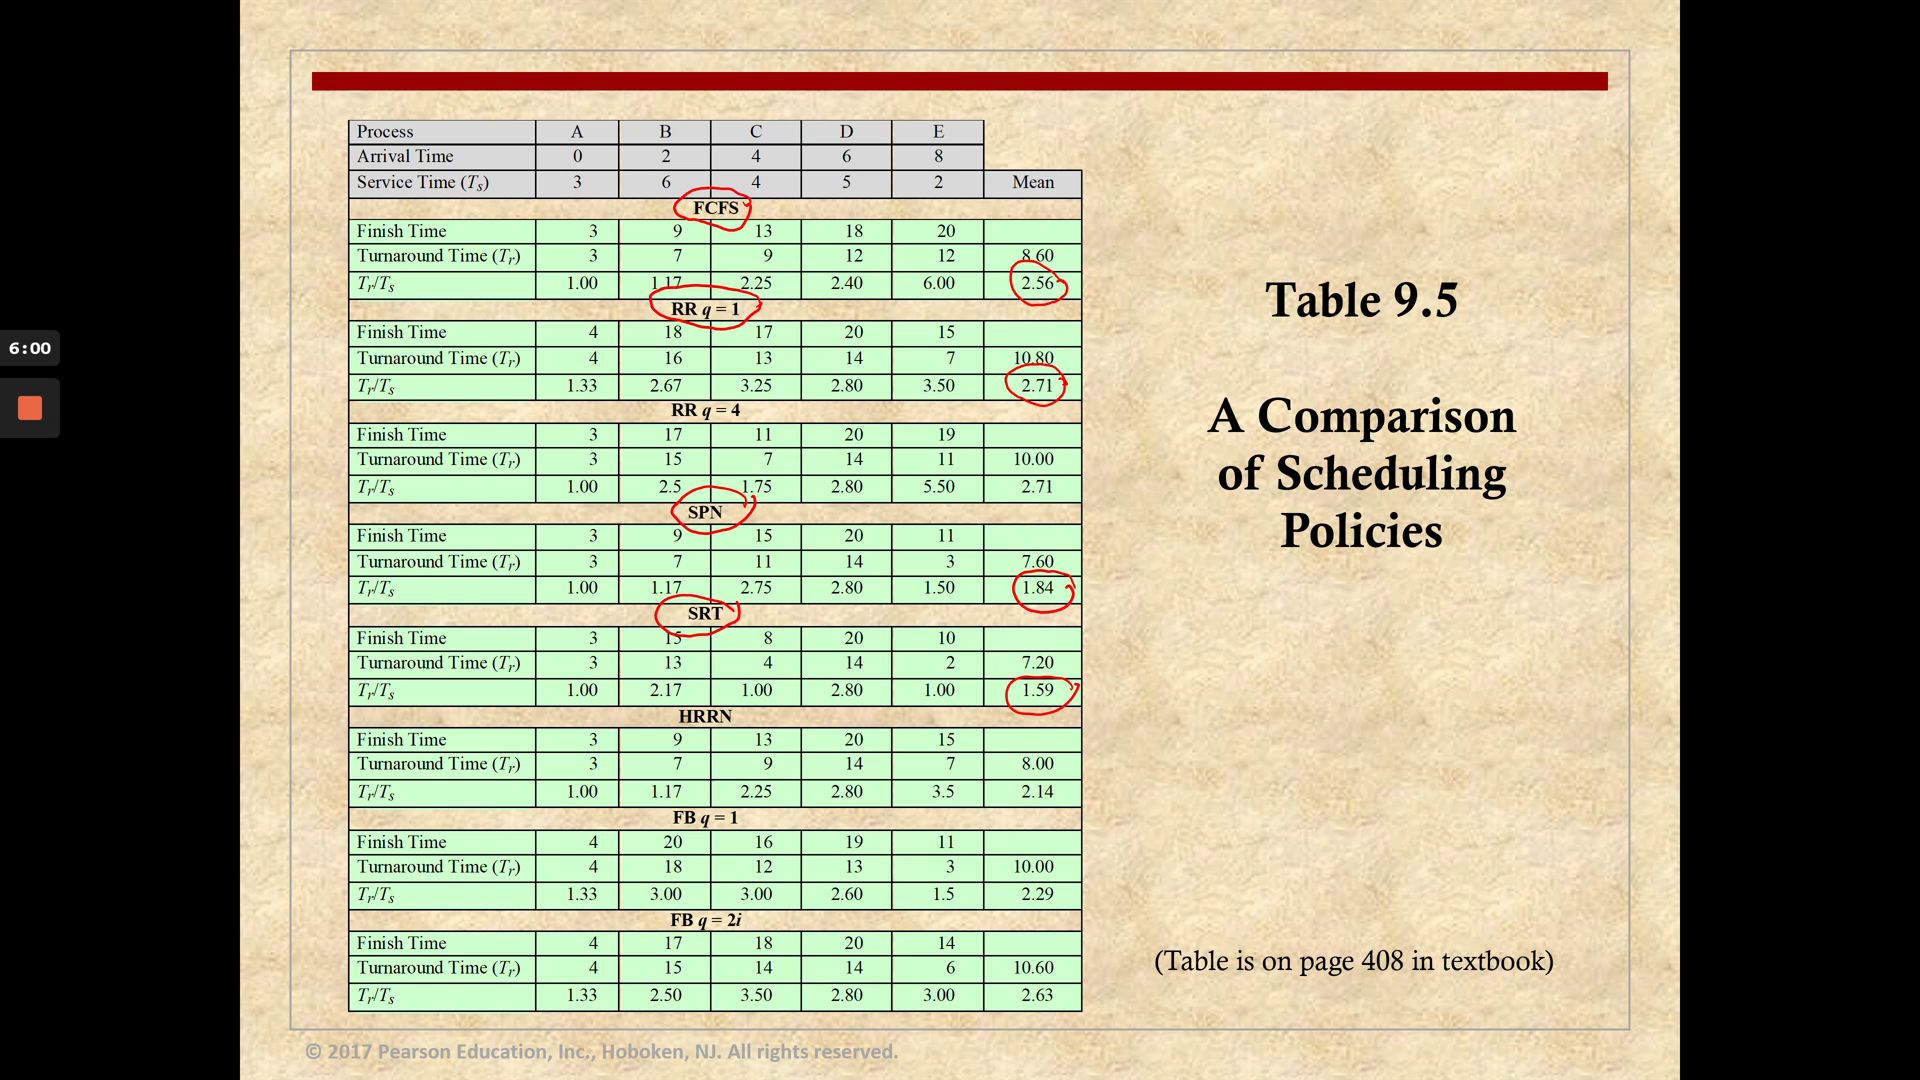 Process A B C D E
Arrival Time 0 2 4 6 8
Service Time (Ts) 3 6 4 5 2 Mean
FCFS
Finish Time 3 9 13 18 20
Turnaround Time (Tr) 3 7 9 12 12 8.60
Tr/Ts 1.00 1.17 2.25 2.40 6.00 2.56
RR q = 1
Finish Time 4 18 17 20 15
Turnaround Time (Tr) 4 16 13 14 7 10.80
Tr/Ts 1.33 2.67 3.25 2.80 3.50 2.71
RR q = 4
Finish Time 3 17 11 20 19
Turnaround Time (Tr) 3 15 7 14 11 10.00
Tr/Ts 1.00 2.5 1.75 2.80 5.50 2.71
SPN
Finish Time 3 9 15 20 11
Turnaround Time (Tr) 3 7 11 14 3 7.60
Tr/Ts 1.00 1.17 2.75 2.80 1.50 1.84
SRT
Finish Time 3 15 8 20 10
Turnaround Time (Tr) 3 13 4 14 2 7.20
Tr/Ts 1.00 2.17 1.00 2.80 1.00 1.59
HRRN
Finish Time 3 9 13 20 15
Turnaround Time (Tr) 3 7 9 14 7 8.00
Tr/Ts 1.00 1.17 2.25 2.80 3.5 2.14
FB q = 1
Finish Time 4 20 16 19 11
Turnaround Time (Tr) 4 18 12 13 3 10.00
Tr/Ts 1.33 3.00 3.00 2.60 1.5 2.29
FB q = 2i
Finish Time 4 17 18 20 14
Turnaround Time (Tr) 4 15 14 14 6 10.60
Tr/Ts 1.33 2.50 3.50 2.80 3.00 2.63
Table 9.5
A Comparison
of Scheduling
Policies
(Table is on page 408 in textbook)
6:00
© 2017 Pearson Education, Inc., Hoboken, NJ. All rights reserved.